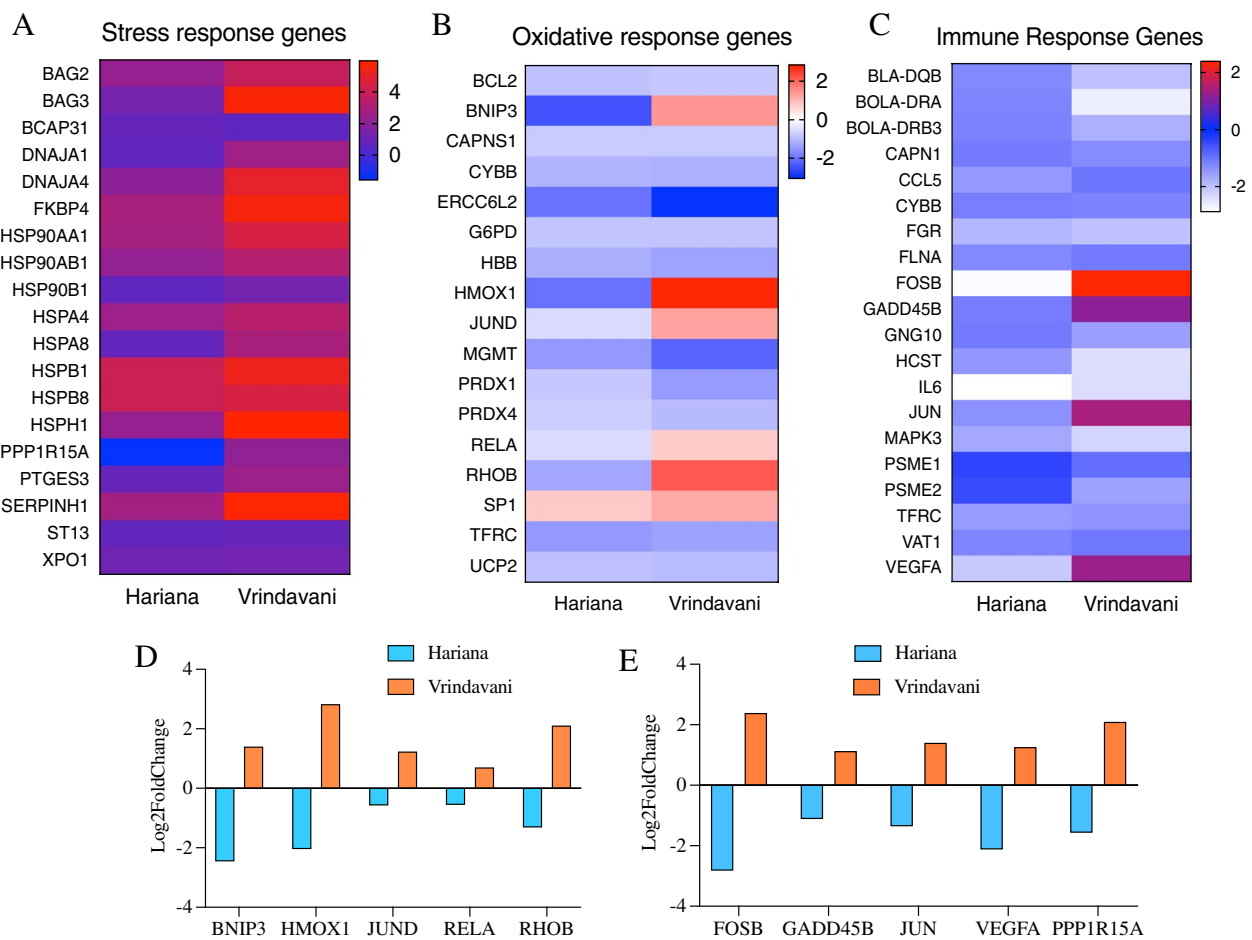 A
Stress response genes
BAG2
BAG3
BCAP31
DNAJA1
DNAJA4
FKBP4
HSP90AA1
HSP90AB1
HSP90B1
HSPA4
HSPA8
HSPB1
HSPB8
HSPH1
PPP1R15A
PTGES3
SERPINH1
ST13
XPO1
Hariana Vrindavani
4
2
0
B
Oxidative response genes
BCL2
BNIP3
CAPNS1
CYBB
ERCC6L2
G6PD
HBB
HMOX1
JUND
MGMT
PRDX1
PRDX4
RELA
RHOB
SP1
TFRC
UCP2
Hariana Vrindavani
2
0
-2
C
Immune Response Genes
BLA-DQB
BOLA-DRA
BOLA-DRB3
CAPN1
CCL5
CYBB
FGR
FLNA
FOSB
GADD45B
GNG10
HCST
IL6
JUN
MAPK3
PSME1
PSME2
TFRC
VAT1
VEGFA
Hariana Vrindavani
2
0
-2
D
Hariana
Vrindavani
Log2FoldChange
4
2
0
-2
-4
BNIP3 HMOX1 JUND RELA RHOB
E
Hariana
Vrindavani
Log2FoldChange
4
2
0
-2
-4
FOSB GADD45B JUN VEGFA PPP1R15A